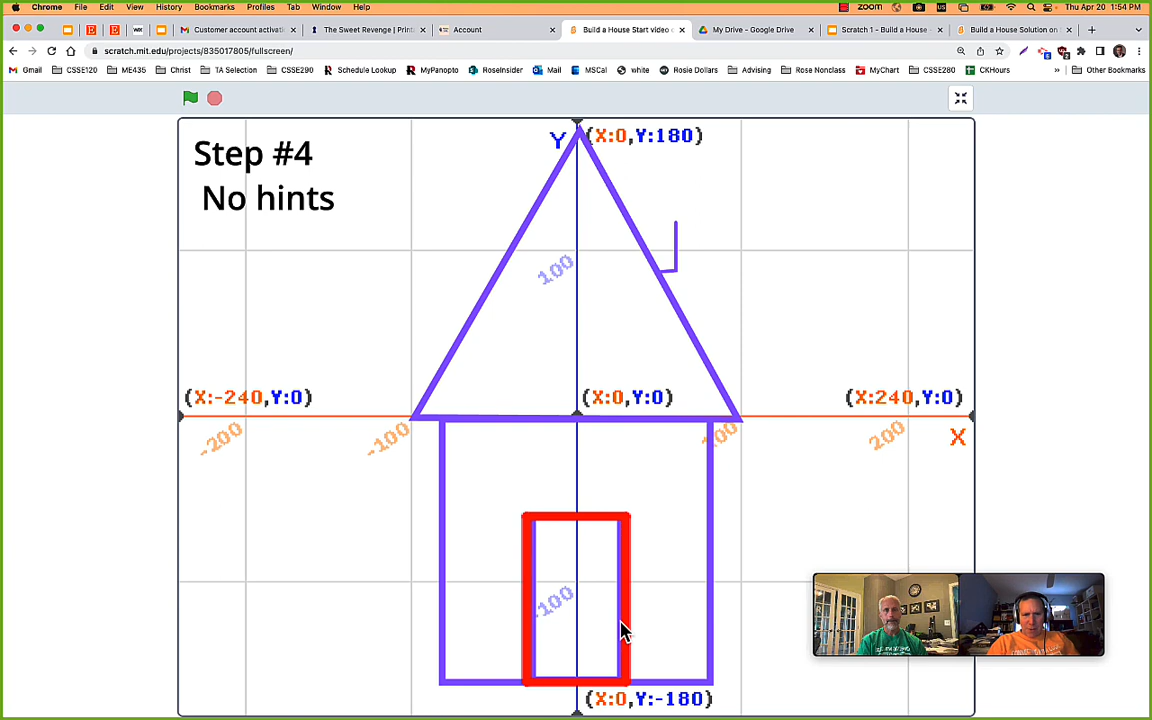 Chrome File Edit View History Bookmarks Profiles Tab Window Help zoom US Thu Apr 20 1:54 PM
Customer account activati The Sweet Revenge | Print Account Build a House Start video My Drive - Google Drive Scratch 1 - Build a House Build a House Solution on
scratch.mit.edu/projects/835017805/fullscreen/
Gmail CSSE120 ME435 Christ TA Selection CSSE290 Schedule Lookup MyPanopto RoseInsider Mail MSCal white Rosie Dollars Advising Rose Nonclass MyChart CSSE280 CKHours » Other Bookmarks
Step #4
No hints
Y (X:0,Y:180)
100
(X:-240,Y:0) (X:0,Y:0) (X:240,Y:0)
-200 -100 100 200 X
-100
(X:0,Y:-180)